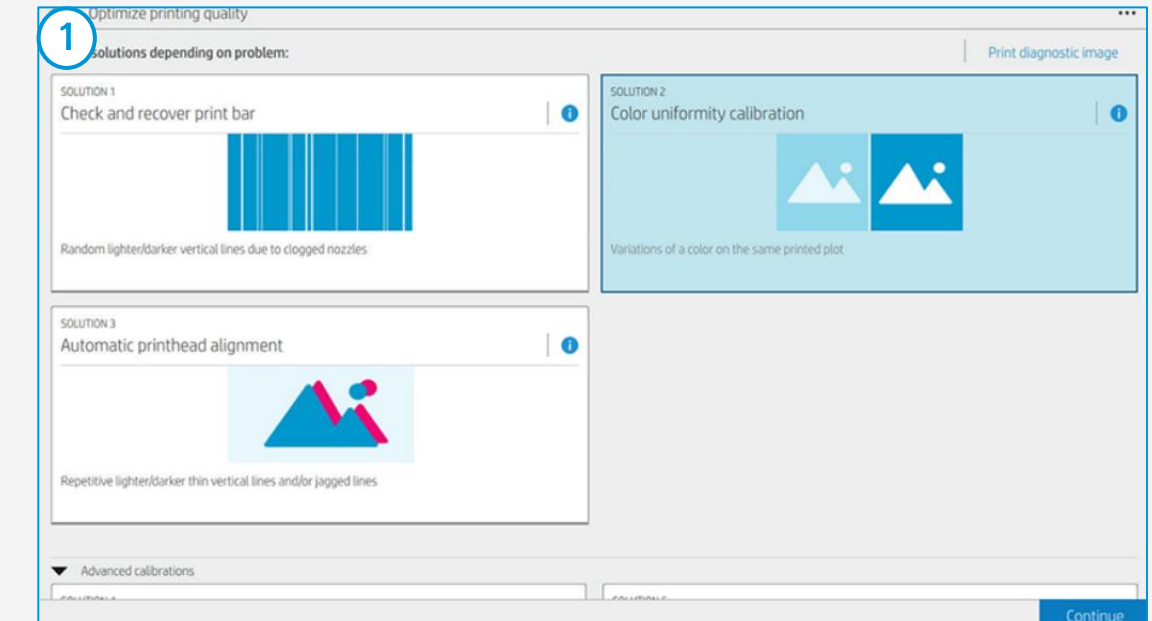 Optimize printing quality
1
solutions depending on problem:
Print diagnostic image
SOLUTION 1
Check and recover print bar
Random lighter/darker vertical lines due to clogged nozzles
SOLUTION 2
Color uniformity calibration
Variations of a color on the same printed plot
SOLUTION 3
Automatic printhead alignment
Repetitive lighter/darker thin vertical lines and/or jagged lines
Advanced calibrations
Continue